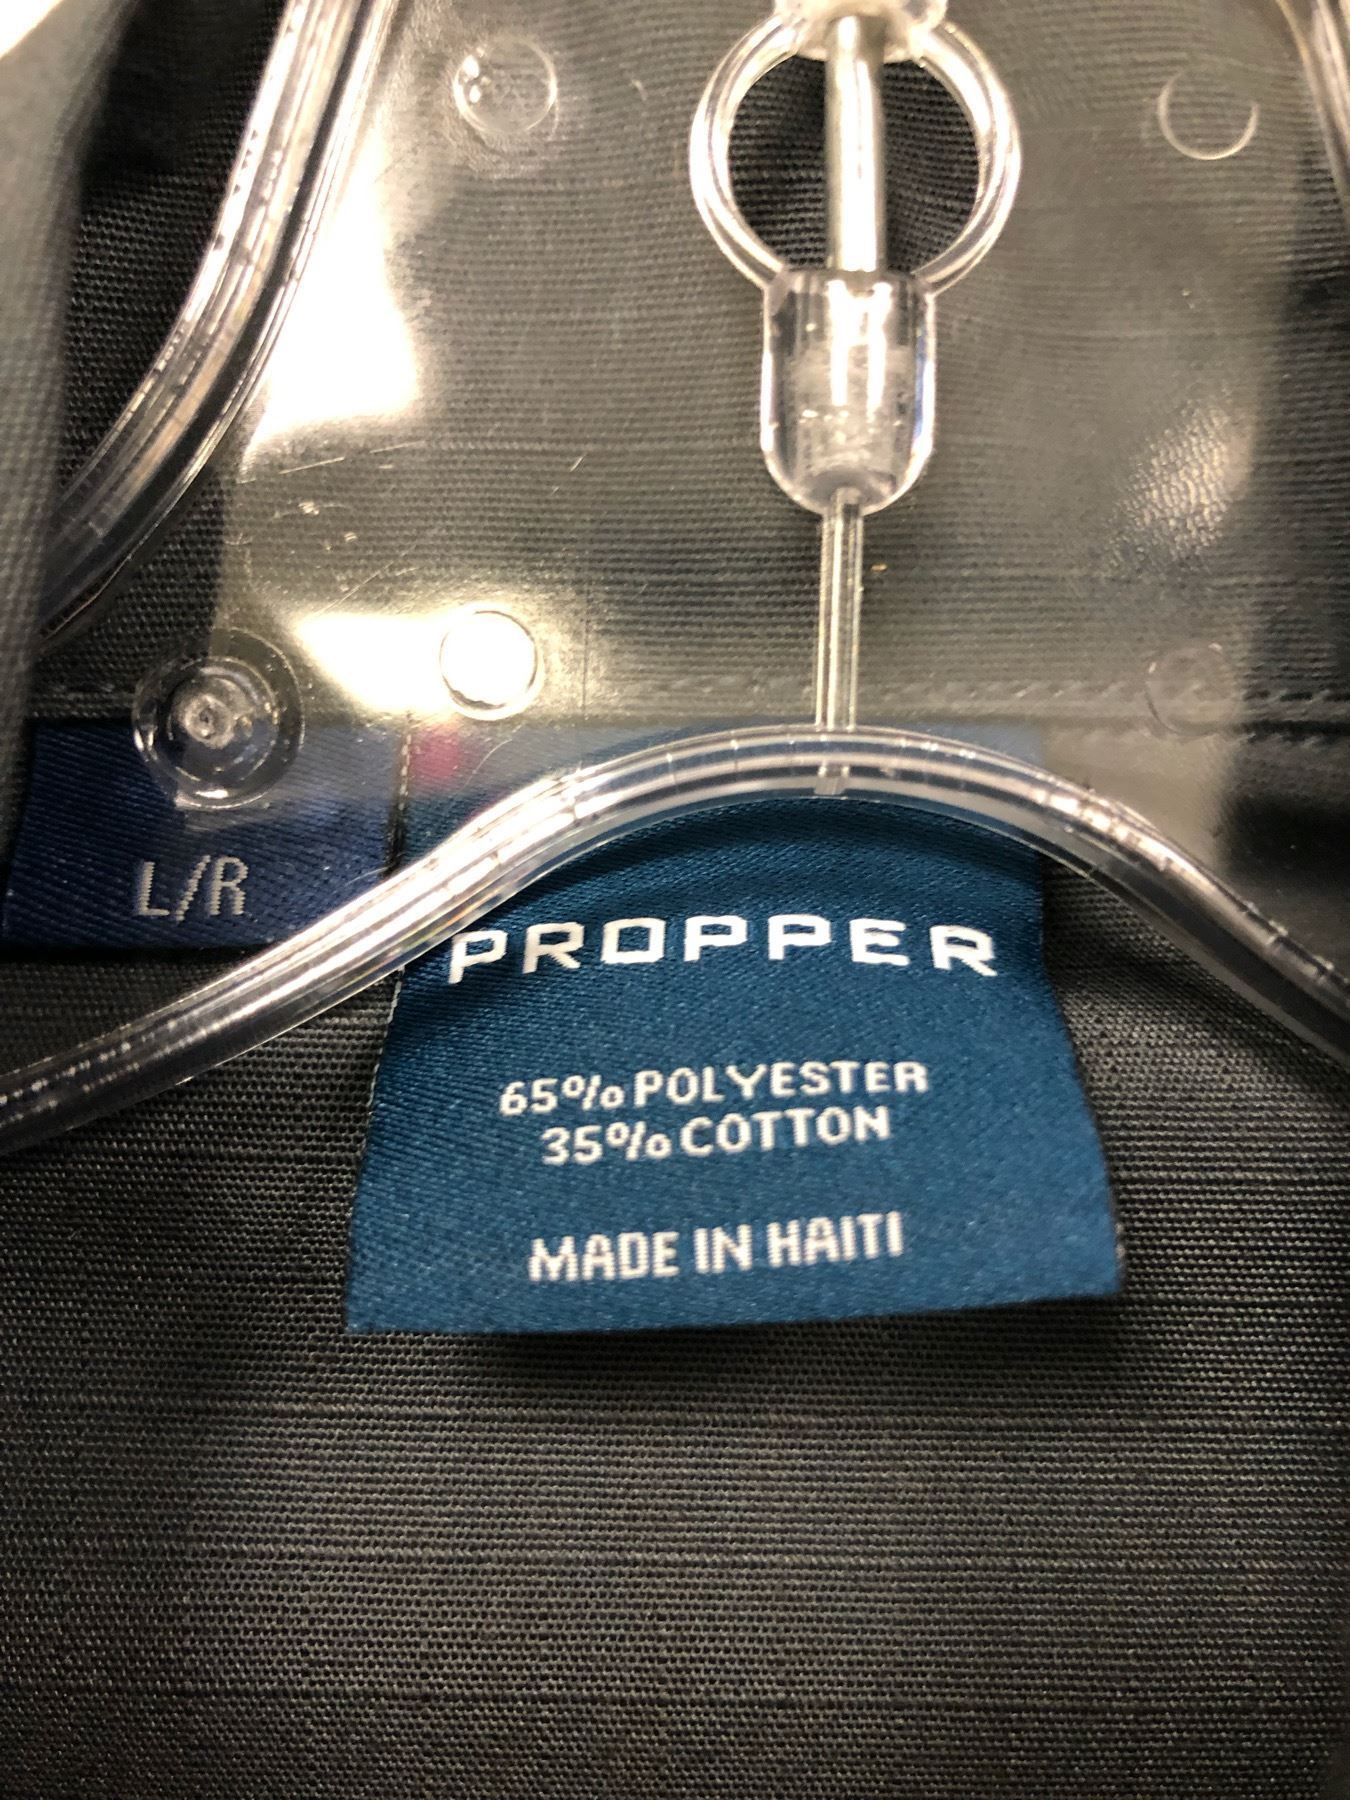 L/R
PROPPER
65% POLYESTER
35% COTTON
MADE IN HAITI